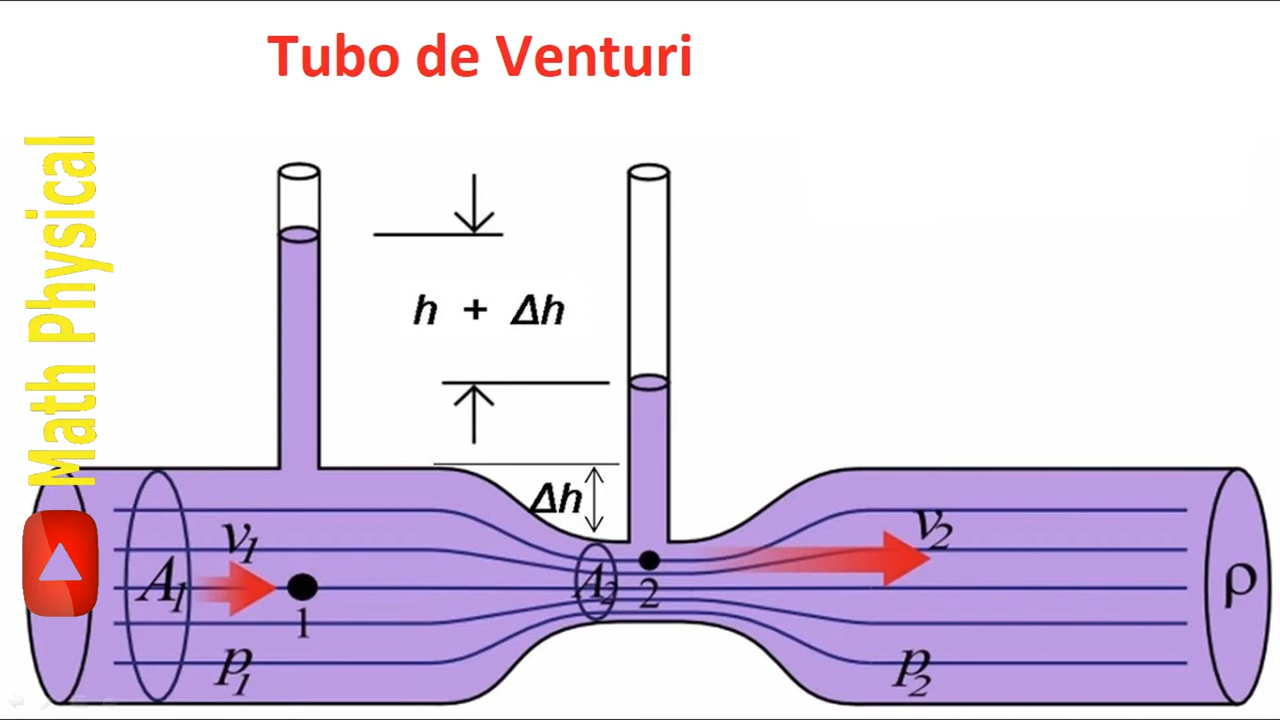 Tubo de Venturi
Math Physical
h + Δh
Δh
v₁
v₂
A₁
A₂
1
2
ρ
p₁
p₂